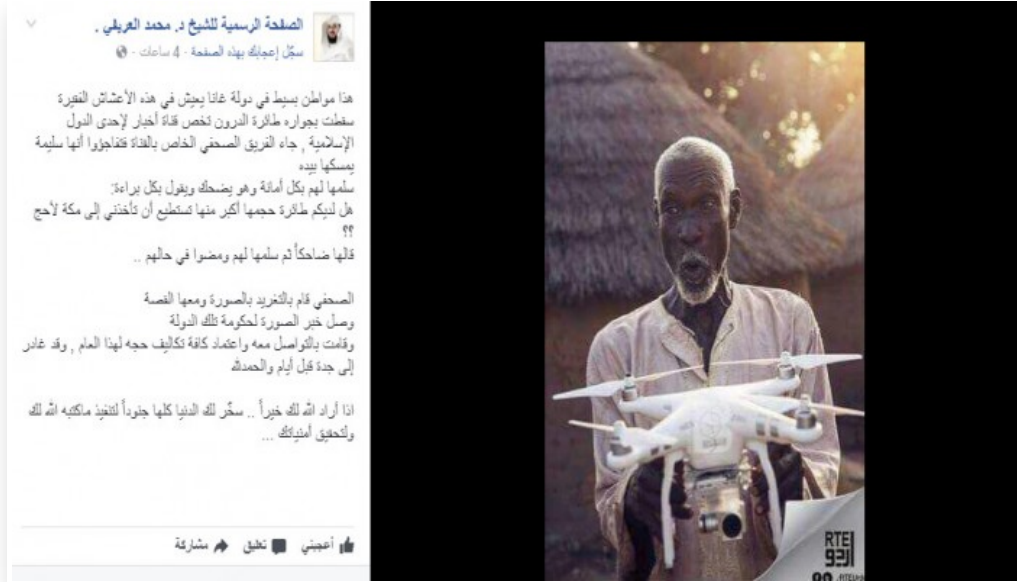 الصفحة الرسمية للشيخ د. محمد العريفي .
سجّل إعجابك بهذه الصفحة · 4 ساعات ·
هذا مواطن بسيط في دولة غانا يعيش في هذه الأعشاش الفقيرة
سقطت بجواره طائرة الدرون تخص قناة أخبار لإحدى الدول
الإسلامية , جاء الفريق الصحفي الخاص بالقناة فتفاجؤوا أنها سليمة
يمسكها بيده
سلمها لهم بكل أمانة وهو يضحك ويقول بكل براءة:
هل لديكم طائرة حجمها أكبر منها تستطيع أن تأخذني إلى مكة لأحج
؟؟
قالها ضاحكاً ثم سلمها لهم ومضوا في حالهم ..
الصحفي قام بالتغريد بالصورة ومعها القصة
وصل خبر الصورة لحكومة تلك الدولة
وقامت بالتواصل معه واعتماد كافة تكاليف حجه لهذا العام , وقد غادر
إلى جدة قبل أيام والحمدلله
اذا أراد الله لك خيراً .. سخّر لك الدنيا كلها جنوداً لتنفيذ ماكتبه الله لك
ولتحقيق أمنياتك ...
أعجبني تعليق مشاركة
RTE
اردو